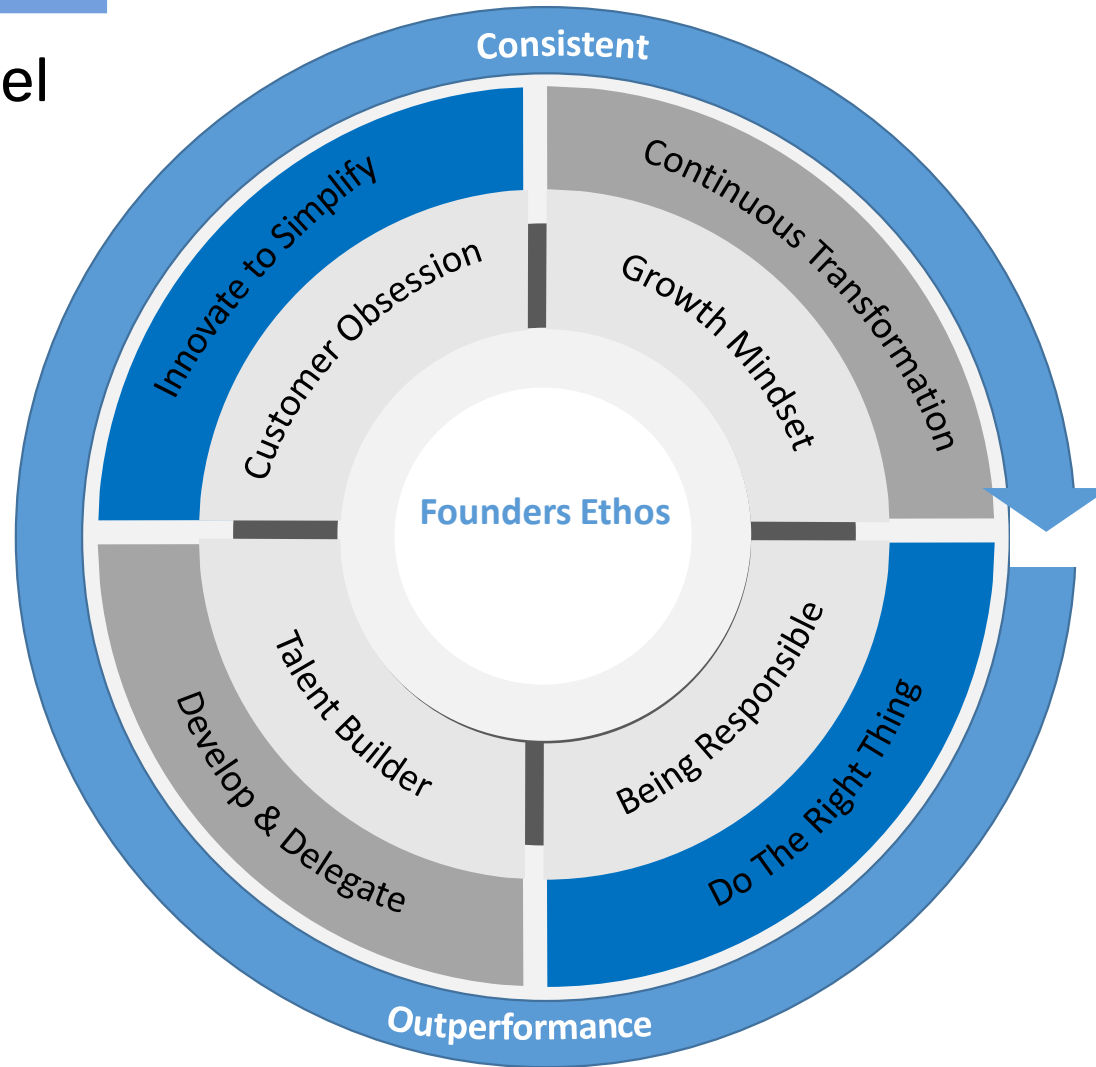 el
Consistent
Innovate to Simplify
Continuous Transformation
Customer Obsession
Growth Mindset
Founders Ethos
Talent Builder
Being Responsible
Develop & Delegate
Do The Right Thing
Outperformance